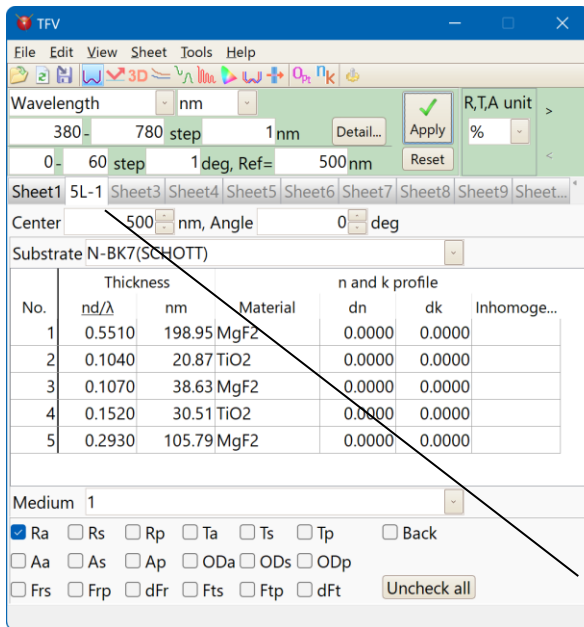 TFV
File Edit View Sheet Tools Help
3D Opt nk
Wavelength nm R,T,A unit
380 - 780 step 1 nm Detail... Apply %
0 - 60 step 1 deg, Ref= 500 nm Reset
Sheet1 5L-1 Sheet3 Sheet4 Sheet5 Sheet6 Sheet7 Sheet8 Sheet9 Sheet...
Center 500 nm, Angle 0 deg
Substrate N-BK7(SCHOTT)
Thickness n and k profile
No. nd/λ nm Material dn dk Inhomoge...
1 0.5510 198.95 MgF2 0.0000 0.0000
2 0.1040 20.87 TiO2 0.0000 0.0000
3 0.1070 38.63 MgF2 0.0000 0.0000
4 0.1520 30.51 TiO2 0.0000 0.0000
5 0.2930 105.79 MgF2 0.0000 0.0000
Medium 1
Ra Rs Rp Ta Ts Tp Back
Aa As Ap ODa ODs ODp
Frs Frp dFr Fts Ftp dFt Uncheck all